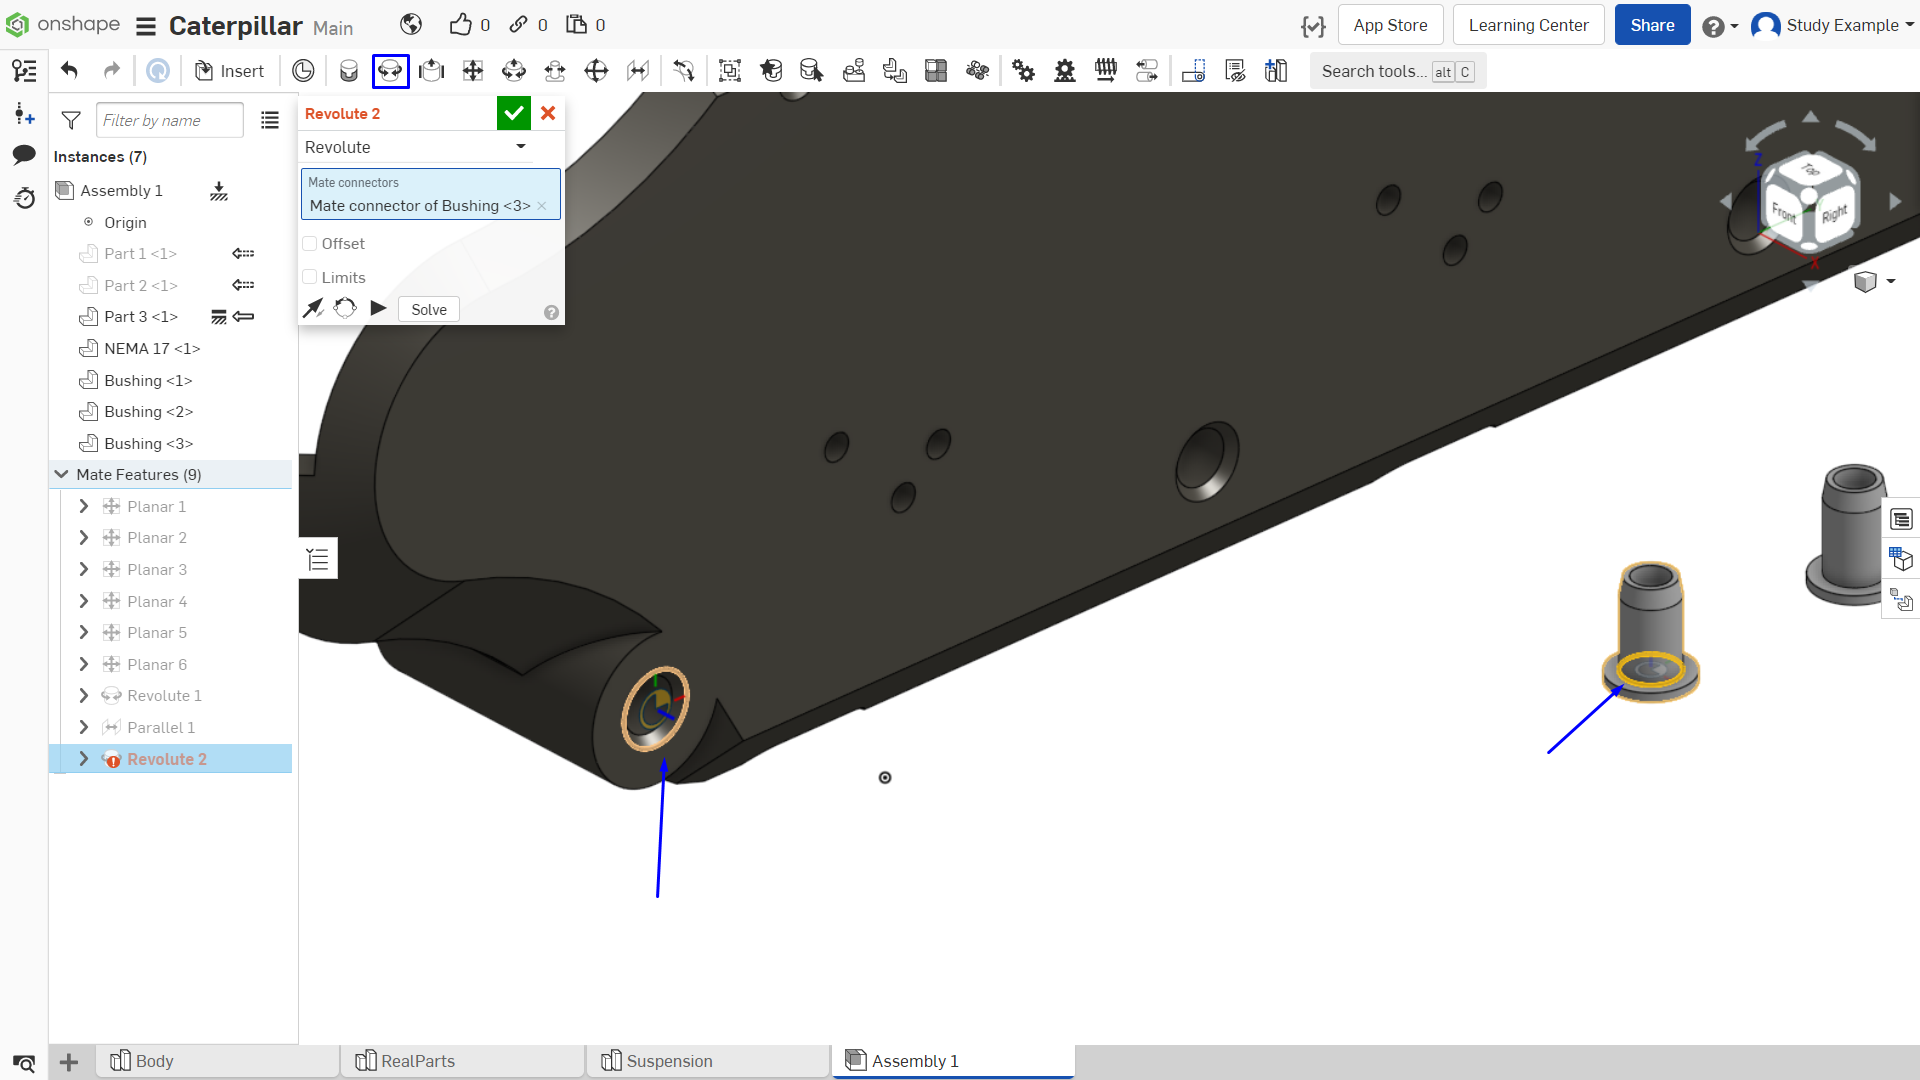 onshape Caterpillar Main 0 0 0 App Store Learning Center Share Study Example
Insert Search tools... alt C
Filter by name
Instances (7)
Assembly 1
Origin
Part 1 <1>
Part 2 <1>
Part 3 <1>
NEMA 17 <1>
Bushing <1>
Bushing <2>
Bushing <3>
Mate Features (9)
Planar 1
Planar 2
Planar 3
Planar 4
Planar 5
Planar 6
Revolute 1
Parallel 1
Revolute 2
Revolute 2
Revolute
Mate connectors
Mate connector of Bushing <3>
Offset
Limits
Solve
Z
Top
Front
Right
X
Body
RealParts
Suspension
Assembly 1